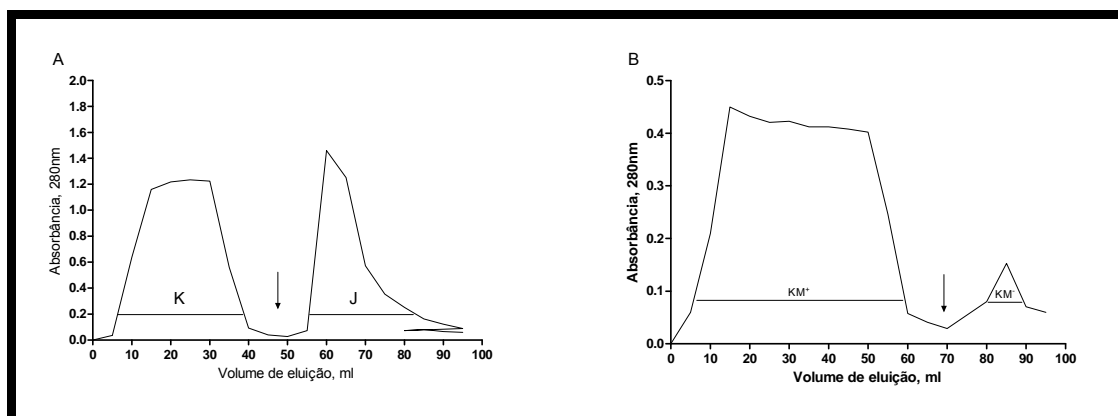 A
Absorbância, 280nm
2.0
1.8
1.6
1.4
1.2
1.0
0.8
0.6
0.4
0.2
0.0
K
J
0 10 20 30 40 50 60 70 80 90 100
Volume de eluição, ml
B
Absorbância, 280nm
0.5
0.4
0.3
0.2
0.1
0.0
KM⁺
KM⁻
0 10 20 30 40 50 60 70 80 90 100
Volume de eluição, ml